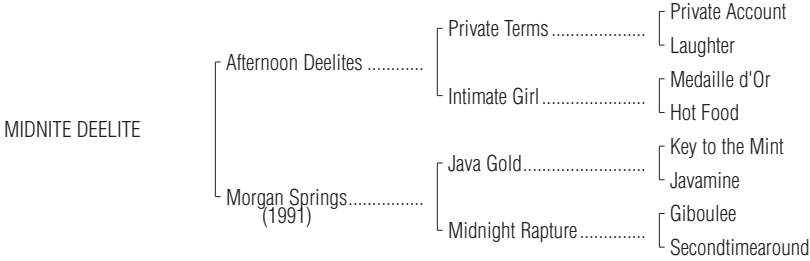 Private Account
Private Terms .....................
Laughter
Afternoon Deelites ............
Medaille d'Or
Intimate Girl .......................
Hot Food
MIDNITE DEELITE
Key to the Mint
Java Gold...........................
Javamine
Morgan Springs.................
(1991)
Giboulee
Midnight Rapture ..............
Secondtimearound